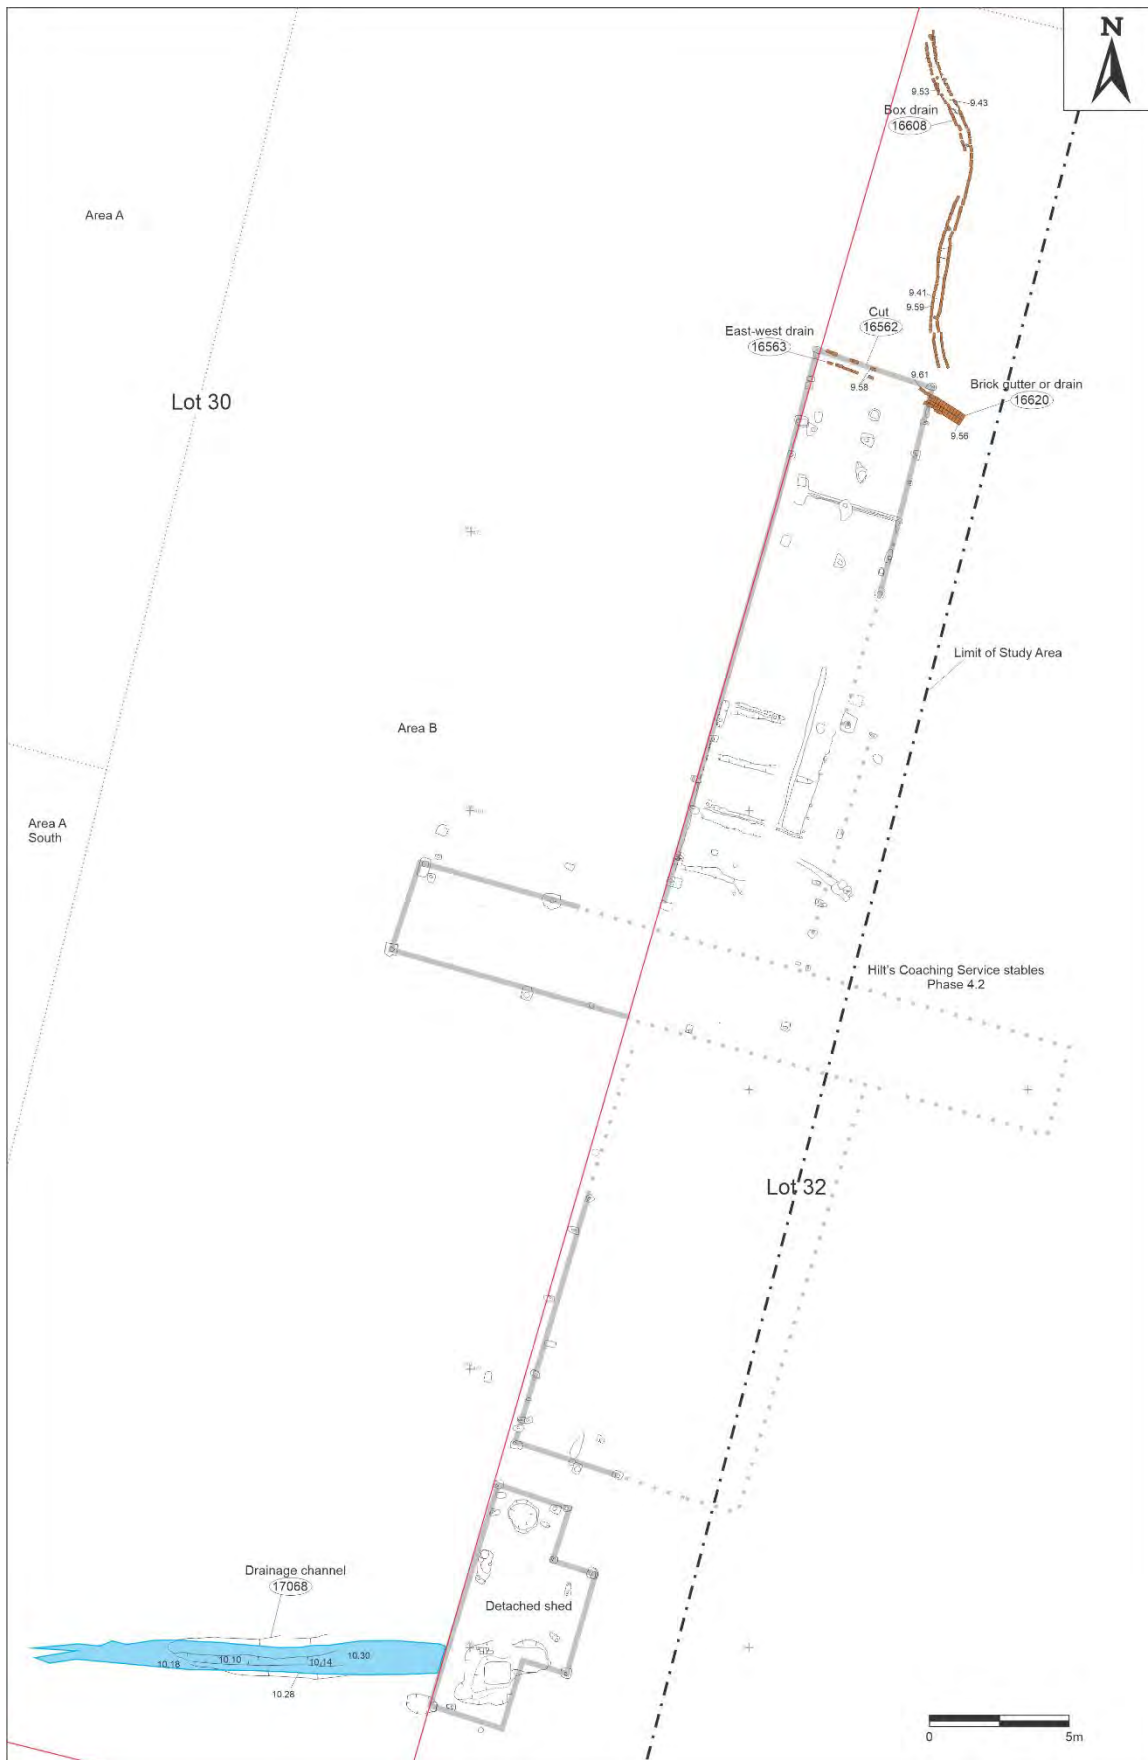 N
9.53
9.43
Box drain
16608
Area A
9.41
9.59
Cut
16562
East-west drain
16563
9.58
9.61
Brick gutter or drain
16620
9.56
Lot 30
Limit of Study Area
Area B
Area A
South
Hilt's Coaching Service stables
Phase 4.2
Lot 32
Drainage channel
17068
Detached shed
10.18
10.10
10.14
10.30
10.28
0
5m